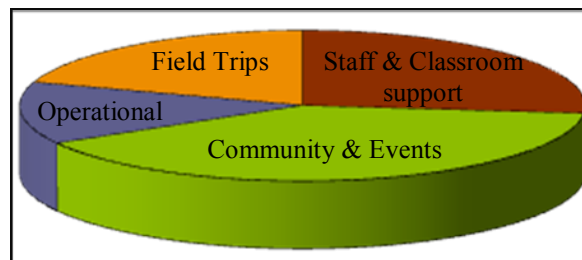 Field Trips
Staff & Classroom
support
Operational
Community & Events